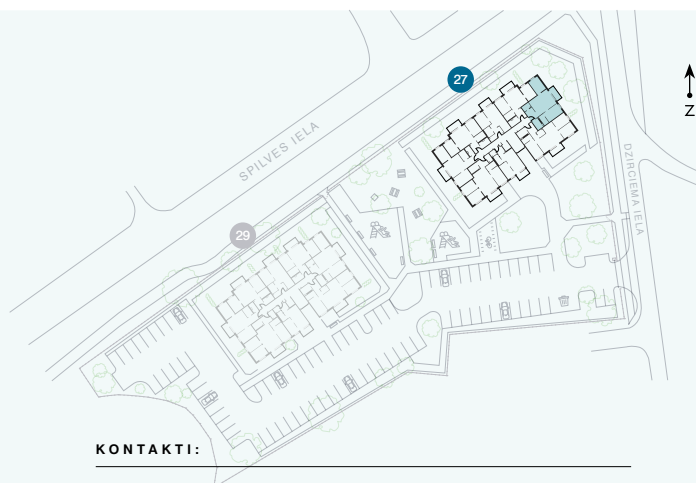 27
Z
SPILVES IELA
DZIRCIEMA IELA
29
KONTAKTI: